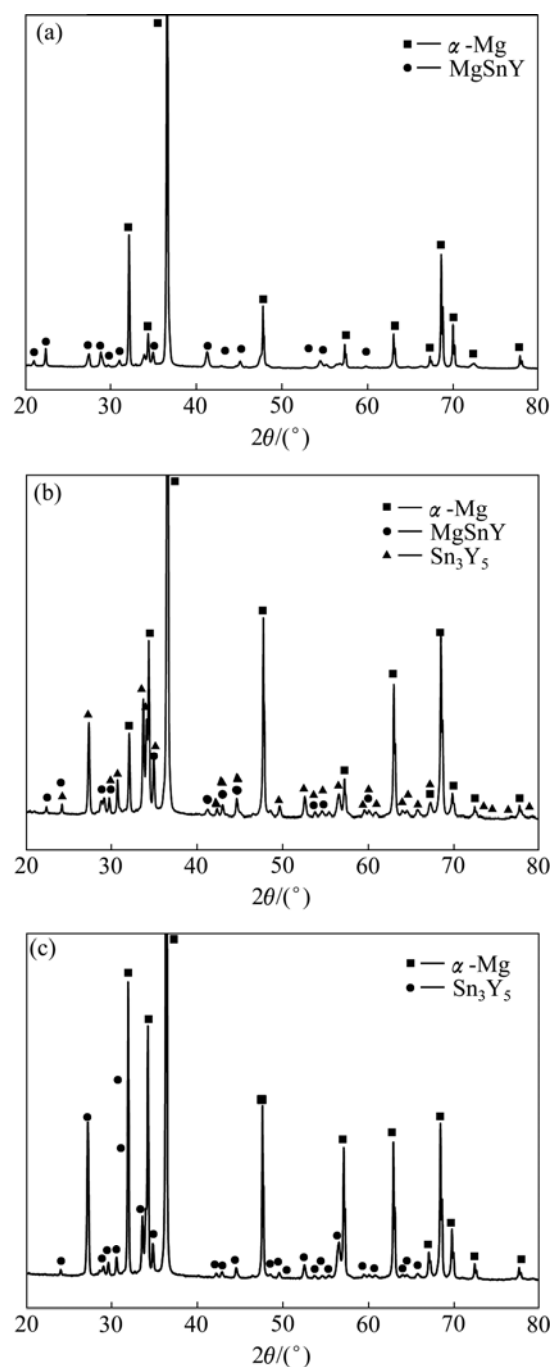 (a)
■ — α-Mg
● — MgSnY
20 30 40 50 60 70 80
2θ/(°)
(b)
■ — α-Mg
● — MgSnY
▲ — Sn₃Y₅
20 30 40 50 60 70 80
2θ/(°)
(c)
■ — α-Mg
● — Sn₃Y₅
20 30 40 50 60 70 80
2θ/(°)